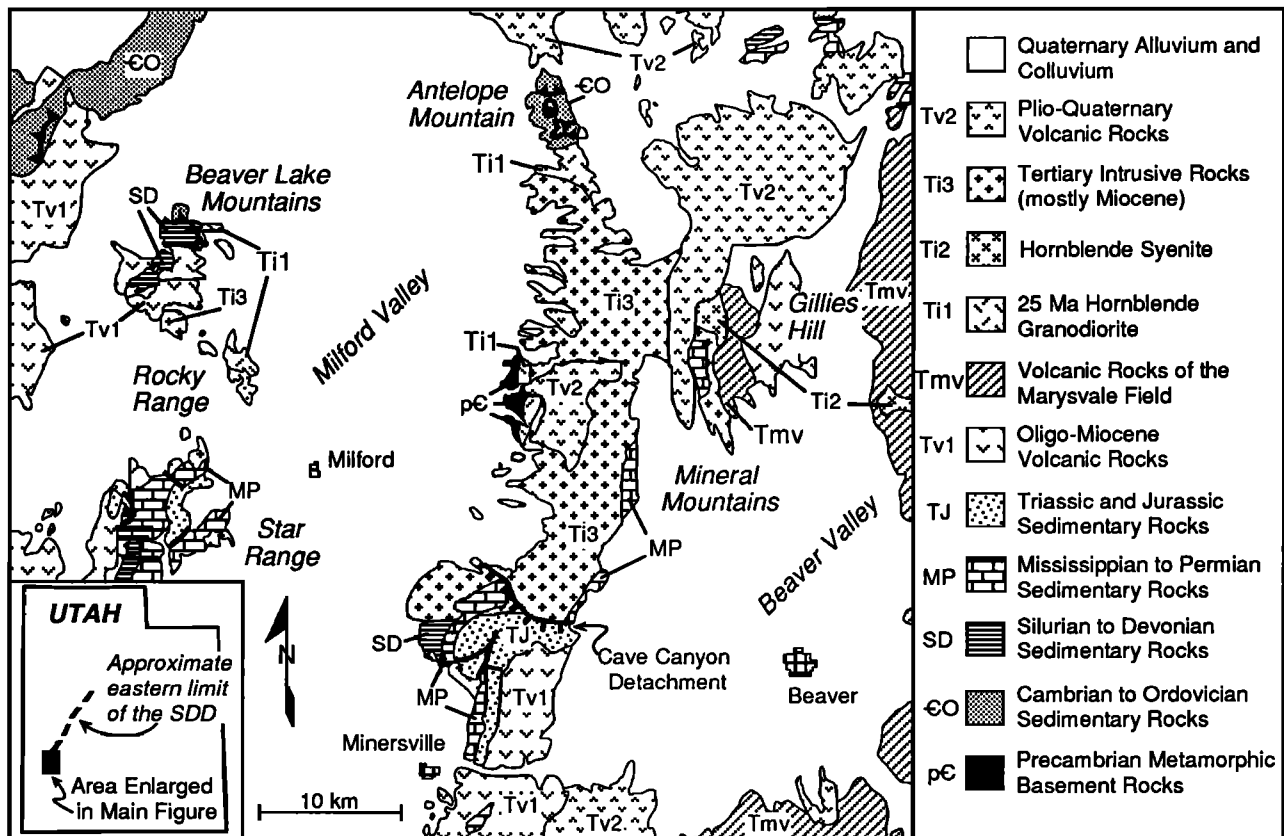 ꞒO
Tv2
Antelope
Mountain
ꞒO
Ti1
Tv2
Tv1
SD
Beaver Lake
Mountains
Ti1
Ti3
Tv1
Milford Valley
Rocky
Range
Ti3
Gillies
Hill
Tmv
Ti1
pꞒ
Tv2
Ti2
Tmv
Milford
MP
Star
Range
Mineral
Mountains
Ti3
MP
Beaver Valley
SD
TJ
Cave Canyon
Detachment
Beaver
MP
Tv1
Minersville
10 km
Tv1
Tv2
Tmv
N
UTAH
Approximate
eastern limit
of the SDD
Area Enlarged
in Main Figure
Quaternary Alluvium and
Colluvium
Tv2 Plio-Quaternary
Volcanic Rocks
Ti3 Tertiary Intrusive Rocks
(mostly Miocene)
Ti2 Hornblende Syenite
Ti1 25 Ma Hornblende
Granodiorite
Tmv Volcanic Rocks of the
Marysvale Field
Tv1 Oligo-Miocene
Volcanic Rocks
TJ Triassic and Jurassic
Sedimentary Rocks
MP Mississippian to Permian
Sedimentary Rocks
SD Silurian to Devonian
Sedimentary Rocks
ꞒO Cambrian to Ordovician
Sedimentary Rocks
pꞒ Precambrian Metamorphic
Basement Rocks